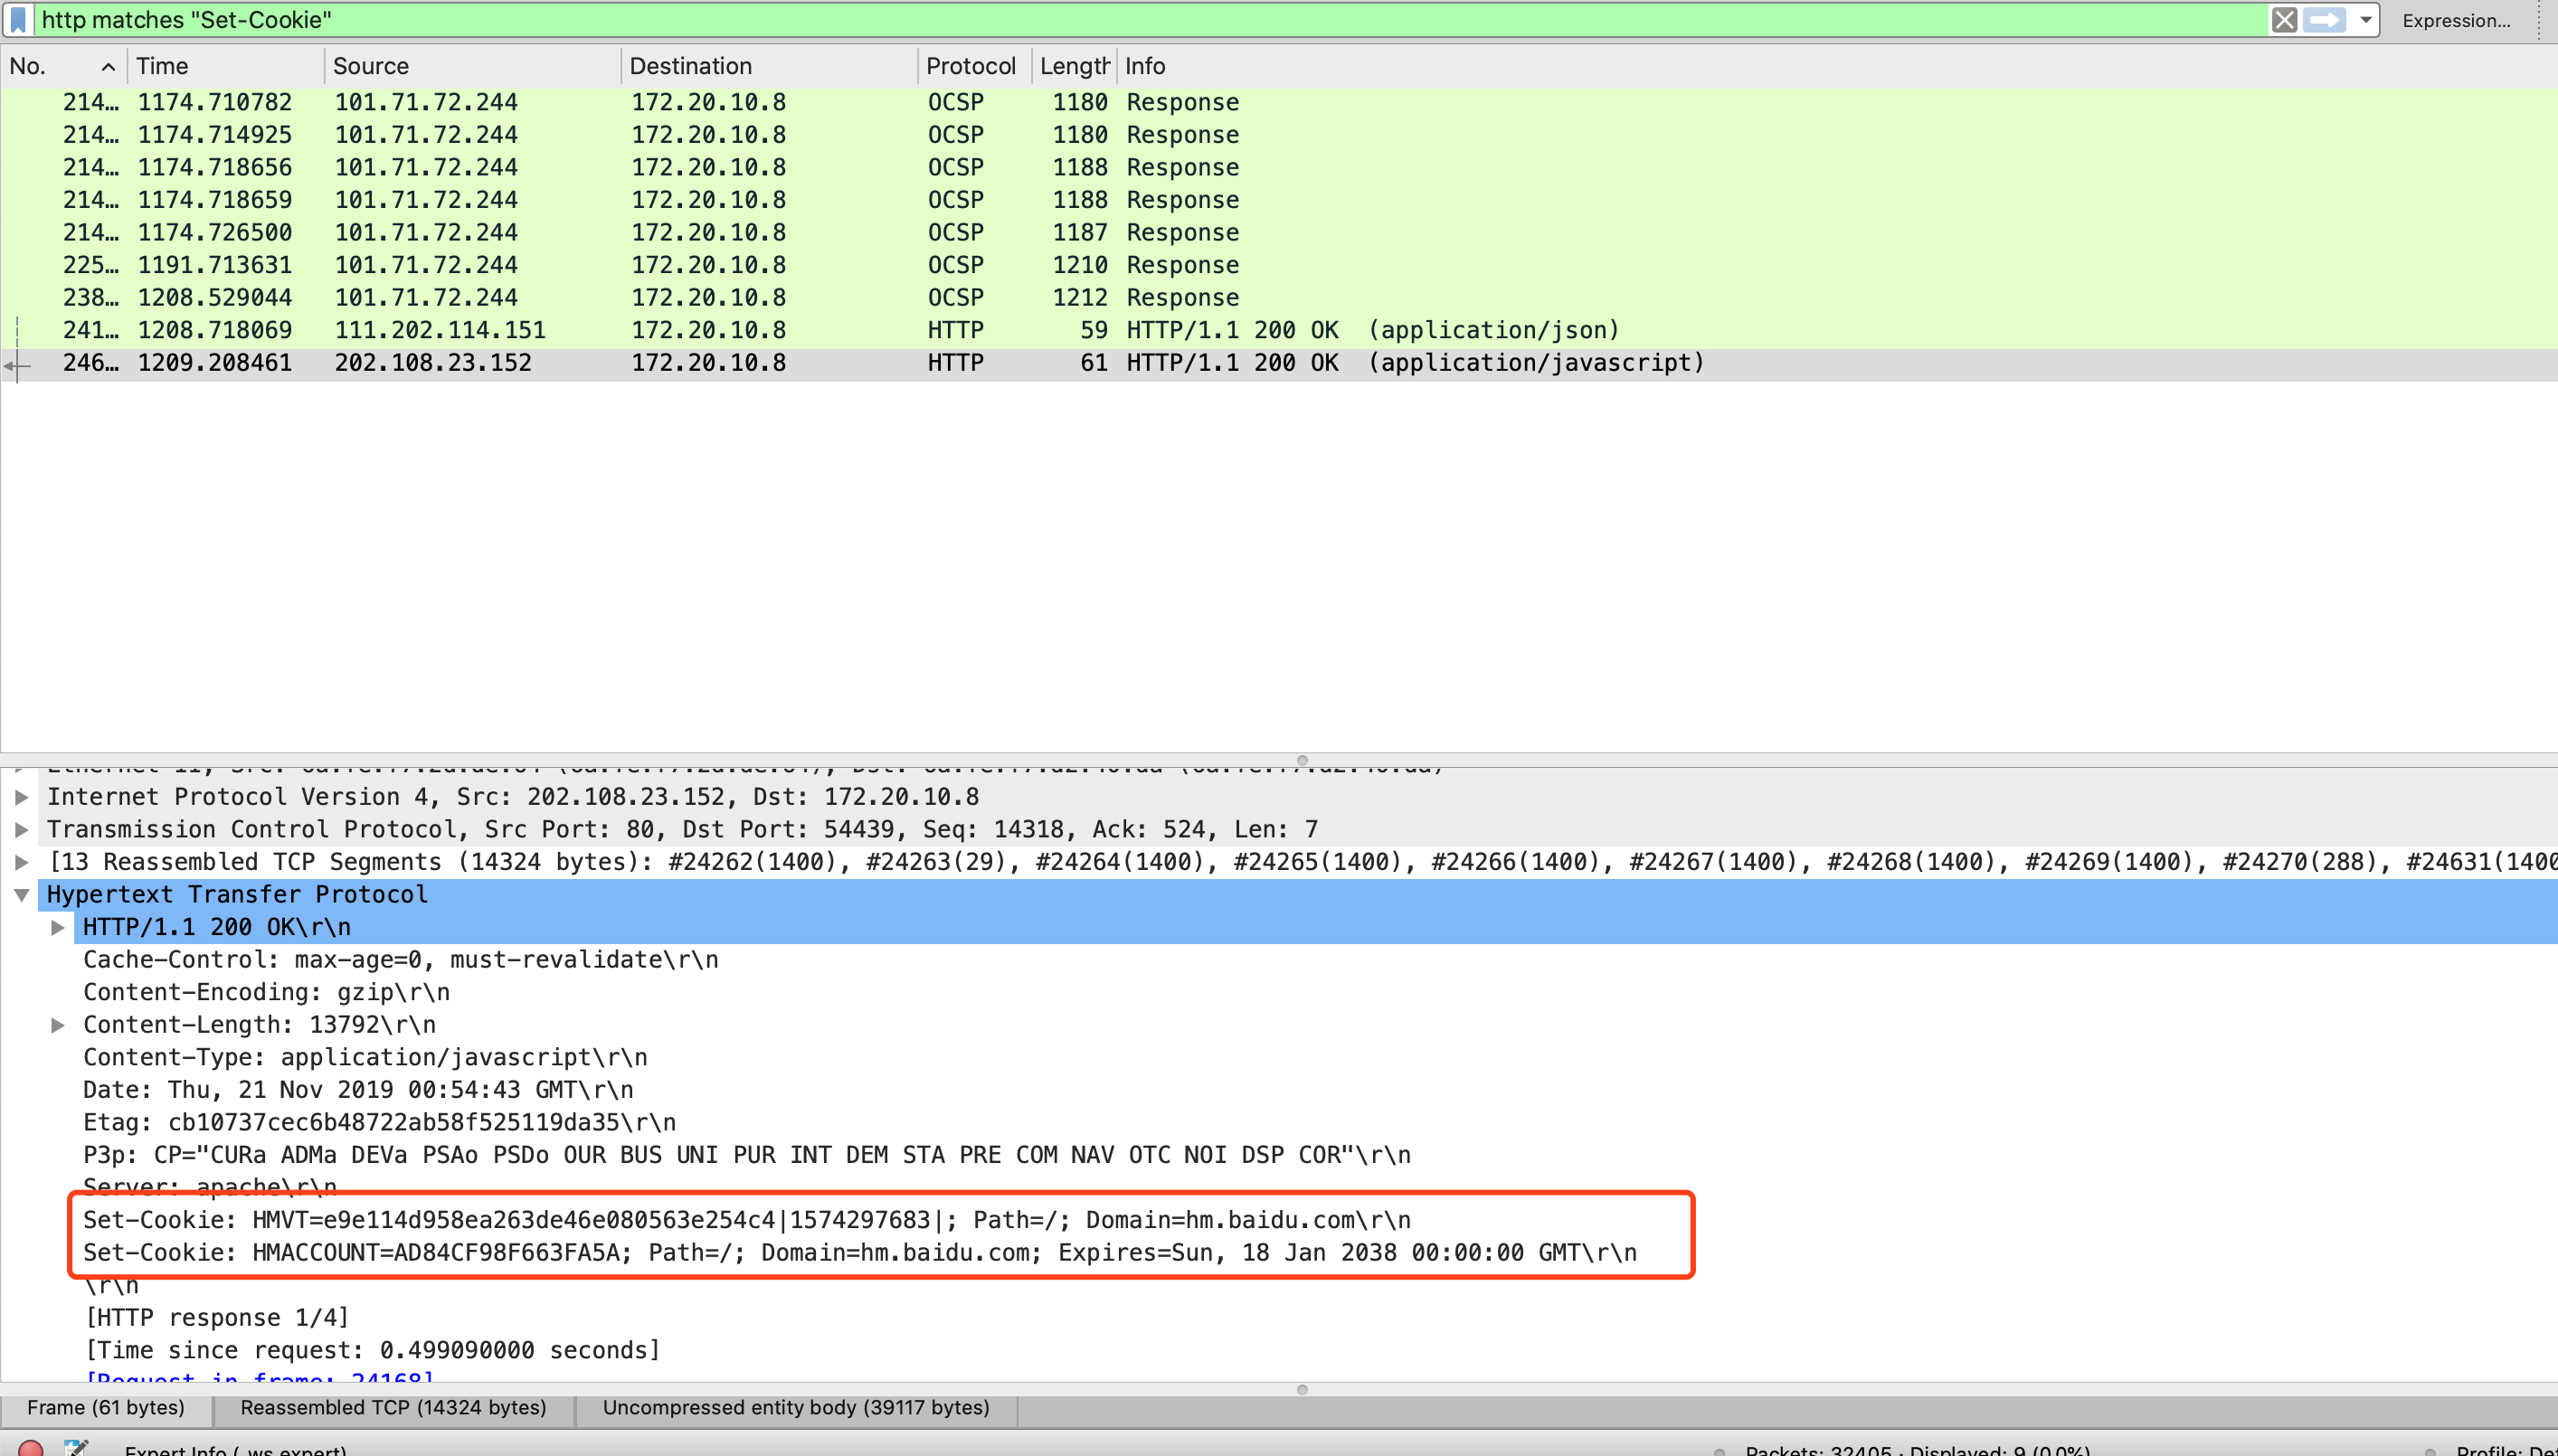 http matches "Set-Cookie"
Expression...
No. Time Source Destination Protocol Length Info
214… 1174.710782 101.71.72.244 172.20.10.8 OCSP 1180 Response
214… 1174.714925 101.71.72.244 172.20.10.8 OCSP 1180 Response
214… 1174.718656 101.71.72.244 172.20.10.8 OCSP 1188 Response
214… 1174.718659 101.71.72.244 172.20.10.8 OCSP 1188 Response
214… 1174.726500 101.71.72.244 172.20.10.8 OCSP 1187 Response
225… 1191.713631 101.71.72.244 172.20.10.8 OCSP 1210 Response
238… 1208.529044 101.71.72.244 172.20.10.8 OCSP 1212 Response
241… 1208.718069 111.202.114.151 172.20.10.8 HTTP 59 HTTP/1.1 200 OK (application/json)
246… 1209.208461 202.108.23.152 172.20.10.8 HTTP 61 HTTP/1.1 200 OK (application/javascript)
Internet Protocol Version 4, Src: 202.108.23.152, Dst: 172.20.10.8
Transmission Control Protocol, Src Port: 80, Dst Port: 54439, Seq: 14318, Ack: 524, Len: 7
[13 Reassembled TCP Segments (14324 bytes): #24262(1400), #24263(29), #24264(1400), #24265(1400), #24266(1400), #24267(1400), #24268(1400), #24269(1400), #24270(288), #24631(1400
Hypertext Transfer Protocol
HTTP/1.1 200 OK\r\n
Cache-Control: max-age=0, must-revalidate\r\n
Content-Encoding: gzip\r\n
Content-Length: 13792\r\n
Content-Type: application/javascript\r\n
Date: Thu, 21 Nov 2019 00:54:43 GMT\r\n
Etag: cb10737cec6b48722ab58f525119da35\r\n
P3p: CP="CURa ADMa DEVa PSAo PSDo OUR BUS UNI PUR INT DEM STA PRE COM NAV OTC NOI DSP COR"\r\n
Server: apache\r\n
Set-Cookie: HMVT=e9e114d958ea263de46e080563e254c4|1574297683|; Path=/; Domain=hm.baidu.com\r\n
Set-Cookie: HMACCOUNT=AD84CF98F663FA5A; Path=/; Domain=hm.baidu.com; Expires=Sun, 18 Jan 2038 00:00:00 GMT\r\n
\r\n
[HTTP response 1/4]
[Time since request: 0.499090000 seconds]
[Request in frame: 24168]
Frame (61 bytes) Reassembled TCP (14324 bytes) Uncompressed entity body (39117 bytes)
Expert Info (_ws.expert) Packets: 32405 · Displayed: 9 (0.0%) Profile: De